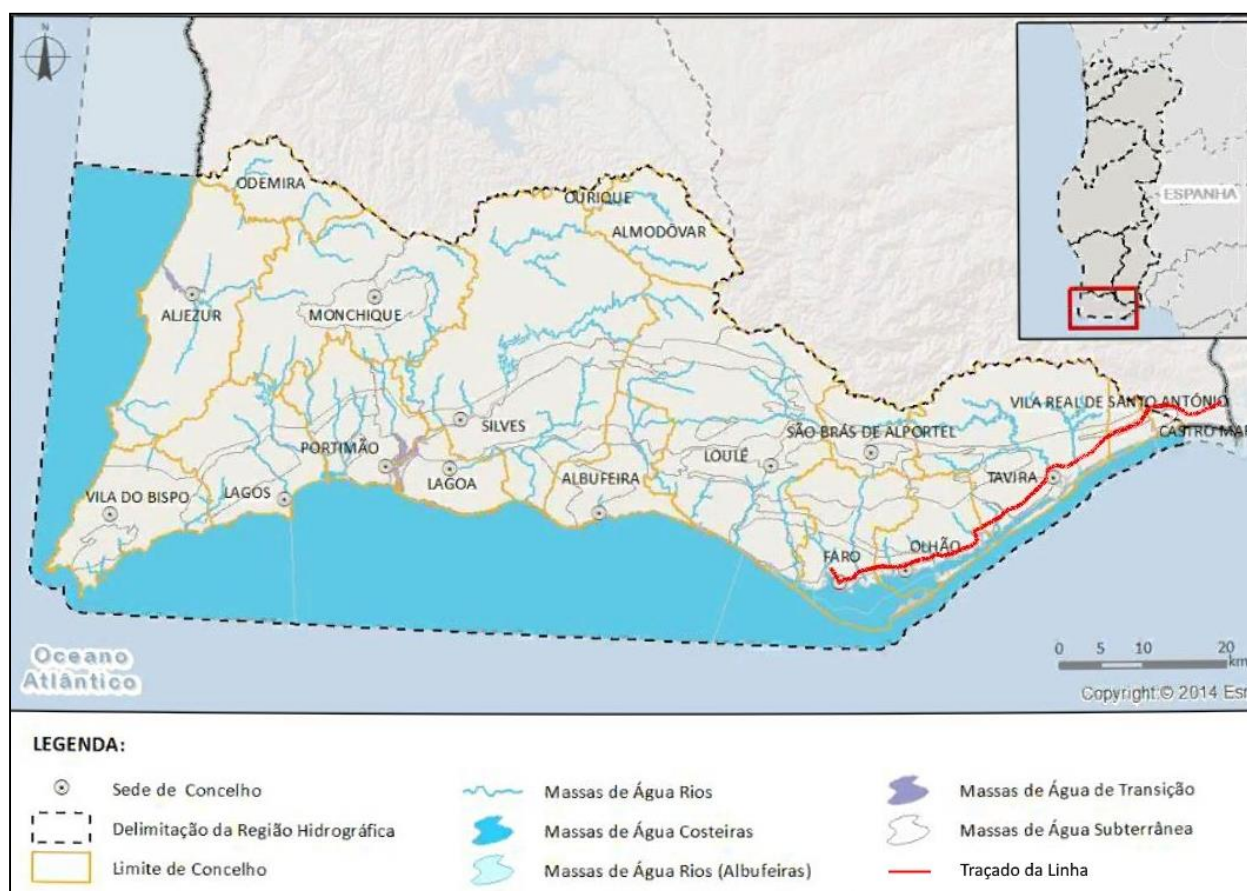 N
ESPANHA
ODEMIRA
OURIQUE
ALMODÔVAR
ALJEZUR
MONCHIQUE
VILA REAL DE SANTO ANTÓNIO
SILVES
SÃO BRÁS DE ALPORTEL
CASTRO MAR
PORTIMÃO
LOULÉ
LAGOA
ALBUFEIRA
TAVIRA
VILA DO BISPO
LAGOS
FARO
OLHÃO
Oceano
Atlântico
0 5 10 20
km
Copyright:© 2014 Esr
LEGENDA:
Sede de Concelho
Delimitação da Região Hidrográfica
Limite de Concelho
Massas de Água Rios
Massas de Água Costeiras
Massas de Água Rios (Albufeiras)
Massas de Água de Transição
Massas de Água Subterrânea
Traçado da Linha